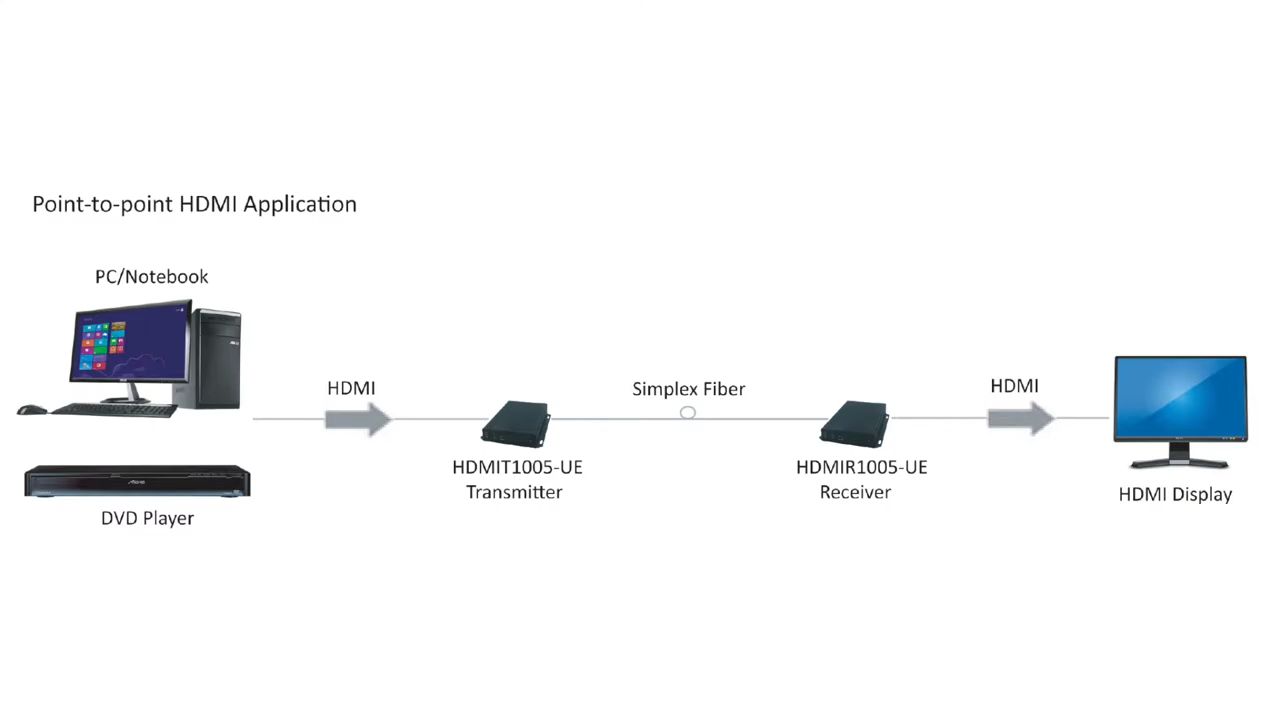 Point-to-point HDMI Application
PC/Notebook
HDMI
Simplex Fiber
HDMI
HDMIT1005-UE
Transmitter
HDMIR1005-UE
Receiver
HDMI Display
DVD Player